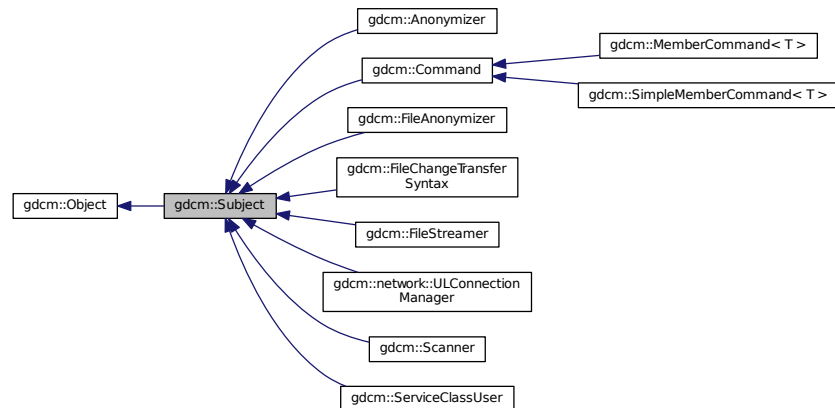 gdcm::Anonymizer
gdcm::MemberCommand< T >
gdcm::Command
gdcm::SimpleMemberCommand< T >
gdcm::FileAnonymizer
gdcm::FileChangeTransfer
Syntax
gdcm::Object
gdcm::Subject
gdcm::FileStreamer
gdcm::network::ULConnection
Manager
gdcm::Scanner
gdcm::ServiceClassUser